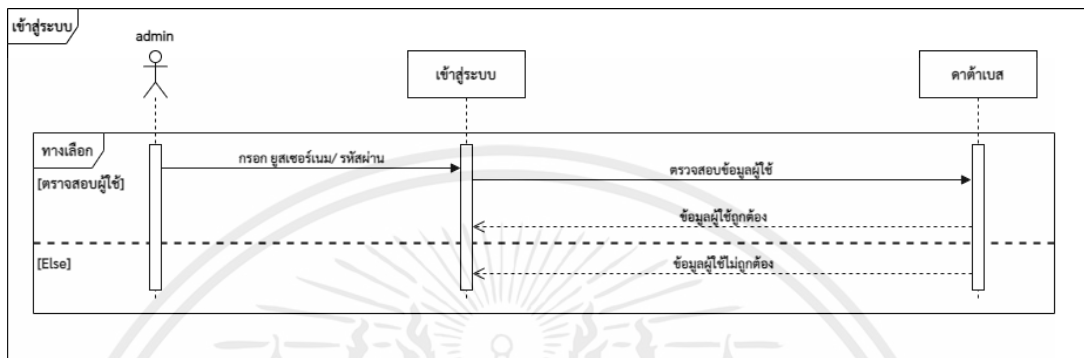 เข้าสู่ระบบ
admin
เข้าสู่ระบบ
ดาต้าเบส
ทางเลือก
กรอก ยูสเซอร์เนม/ รหัสผ่าน
[ตรวจสอบผู้ใช้]
ตรวจสอบข้อมูลผู้ใช้
ข้อมูลผู้ใช้ถูกต้อง
[Else]
ข้อมูลผู้ใช้ไม่ถูกต้อง